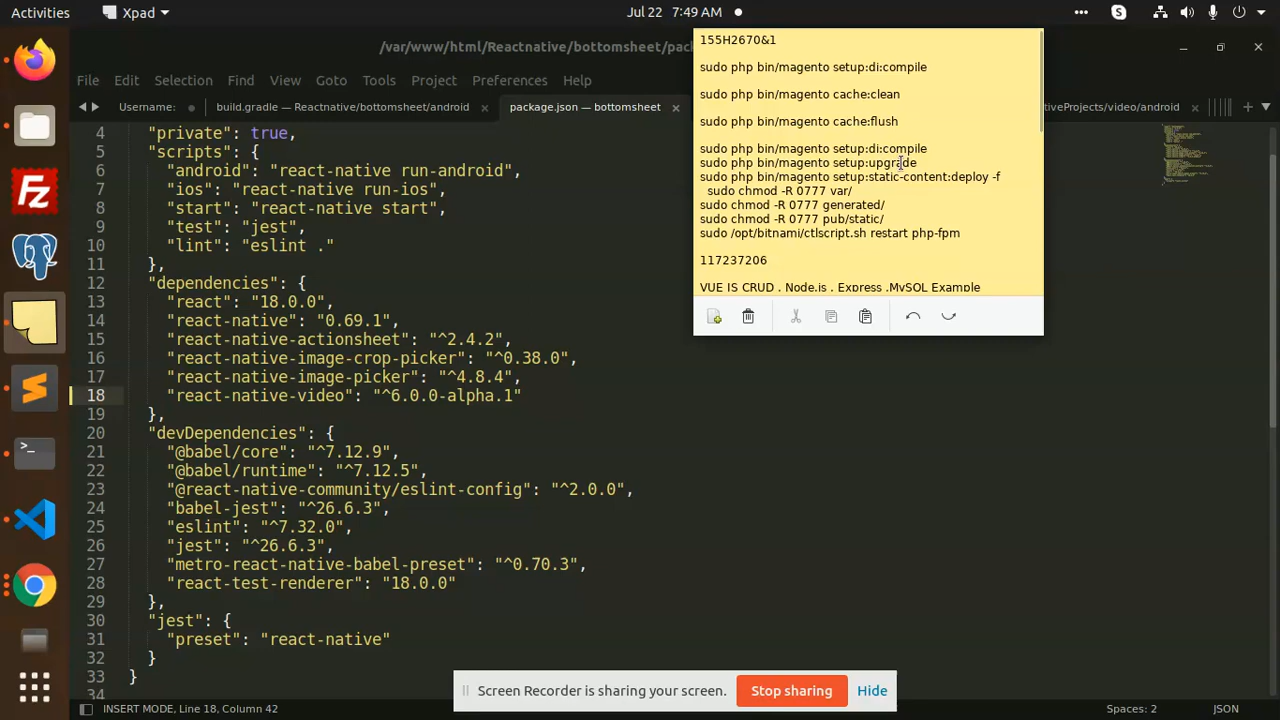 Activities
Xpad
Jul 22 7:49 AM
/var/www/html/Reactnative/bottomsheet/pack
File Edit Selection Find View Goto Tools Project Preferences Help
Username:
build.gradle — Reactnative/bottomsheet/android
package.json — bottomsheet
tiveProjects/video/android
4 "private": true,
5 "scripts": {
6 "android": "react-native run-android",
7 "ios": "react-native run-ios",
8 "start": "react-native start",
9 "test": "jest",
10 "lint": "eslint ."
11 },
12 "dependencies": {
13 "react": "18.0.0",
14 "react-native": "0.69.1",
15 "react-native-actionsheet": "^2.4.2",
16 "react-native-image-crop-picker": "^0.38.0",
17 "react-native-image-picker": "^4.8.4",
18 "react-native-video": "^6.0.0-alpha.1"
19 },
20 "devDependencies": {
21 "@babel/core": "^7.12.9",
22 "@babel/runtime": "^7.12.5",
23 "@react-native-community/eslint-config": "^2.0.0",
24 "babel-jest": "^26.6.3",
25 "eslint": "^7.32.0",
26 "jest": "^26.6.3",
27 "metro-react-native-babel-preset": "^0.70.3",
28 "react-test-renderer": "18.0.0"
29 },
30 "jest": {
31 "preset": "react-native"
32 }
33 }
34
155H2670&1
sudo php bin/magento setup:di:compile
sudo php bin/magento cache:clean
sudo php bin/magento cache:flush
sudo php bin/magento setup:di:compile
sudo php bin/magento setup:upgrade
sudo php bin/magento setup:static-content:deploy -f
sudo chmod -R 0777 var/
sudo chmod -R 0777 generated/
sudo chmod -R 0777 pub/static/
sudo /opt/bitnami/ctlscript.sh restart php-fpm
117237206
VUE JS CRUD . Node.js . Express .MySQL Example
Screen Recorder is sharing your screen.
Stop sharing
Hide
INSERT MODE, Line 18, Column 42
Spaces: 2
JSON